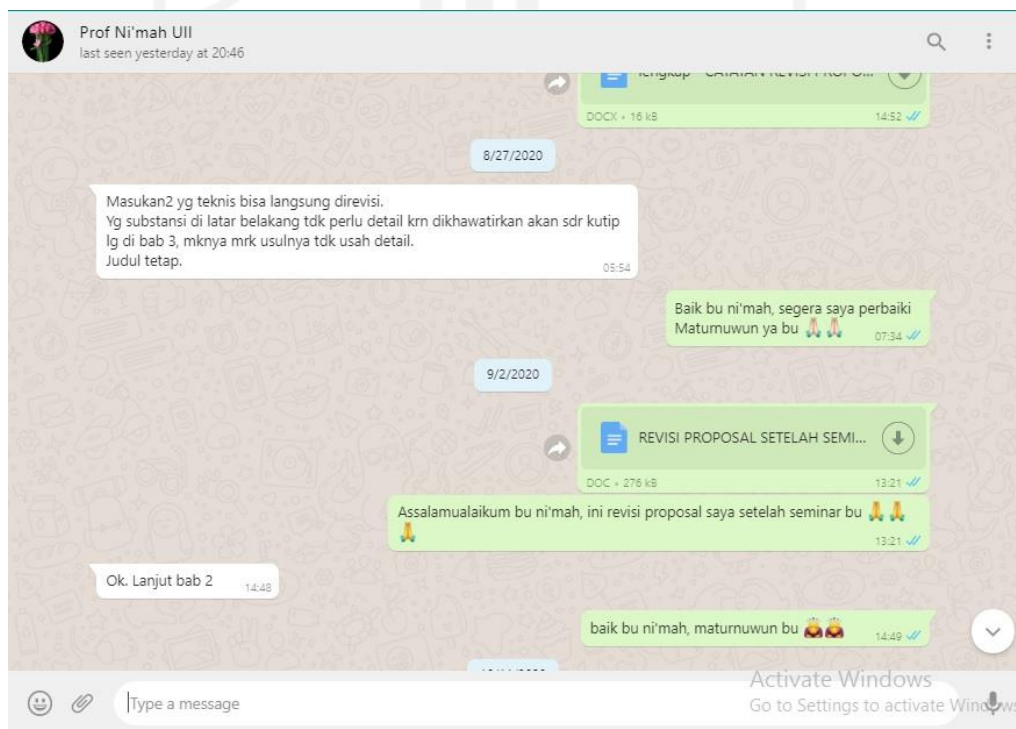 Prof Ni'mah UII
last seen yesterday at 20:46
DOCX • 16 kB 14:52
8/27/2020
Masukan2 yg teknis bisa langsung direvisi.
Yg substansi di latar belakang tdk perlu detail krn dikhawatirkan akan sdr kutip
lg di bab 3, mknya mrk usulnya tdk usah detail.
Judul tetap.
05:54
Baik bu ni'mah, segera saya perbaiki
Maturnuwun ya bu 🙏🏻 🙏🏻 07:34
9/2/2020
REVISI PROPOSAL SETELAH SEMI...
DOC • 276 kB 13:21
Assalamualaikum bu ni'mah, ini revisi proposal saya setelah seminar bu 🙏 🙏
🙏
13:21
Ok. Lanjut bab 2 14:48
baik bu ni'mah, maturnuwun bu 14:49
Activate Windows
Type a message
Go to Settings to activate Windows